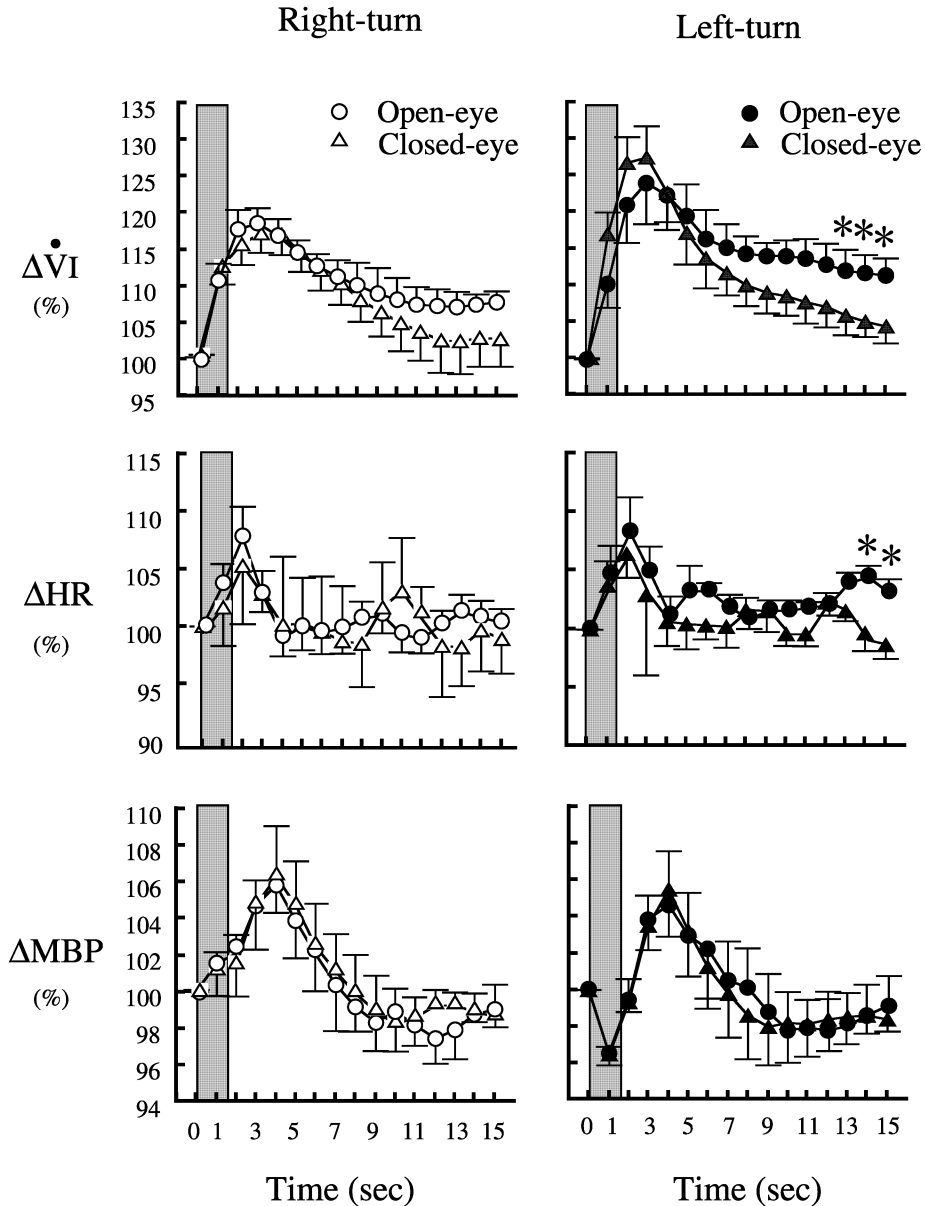 Right-turn Left-turn
Open-eye
Closed-eye
Open-eye
Closed-eye
135
130
125
120
115
110
105
100
95
ΔV̇I
(%)
* * *
115
110
105
100
95
90
ΔHR
(%)
* *
110
108
106
104
102
100
98
96
94
ΔMBP
(%)
0 1 3 5 7 9 11 13 15
0 1 3 5 7 9 11 13 15
Time (sec) Time (sec)